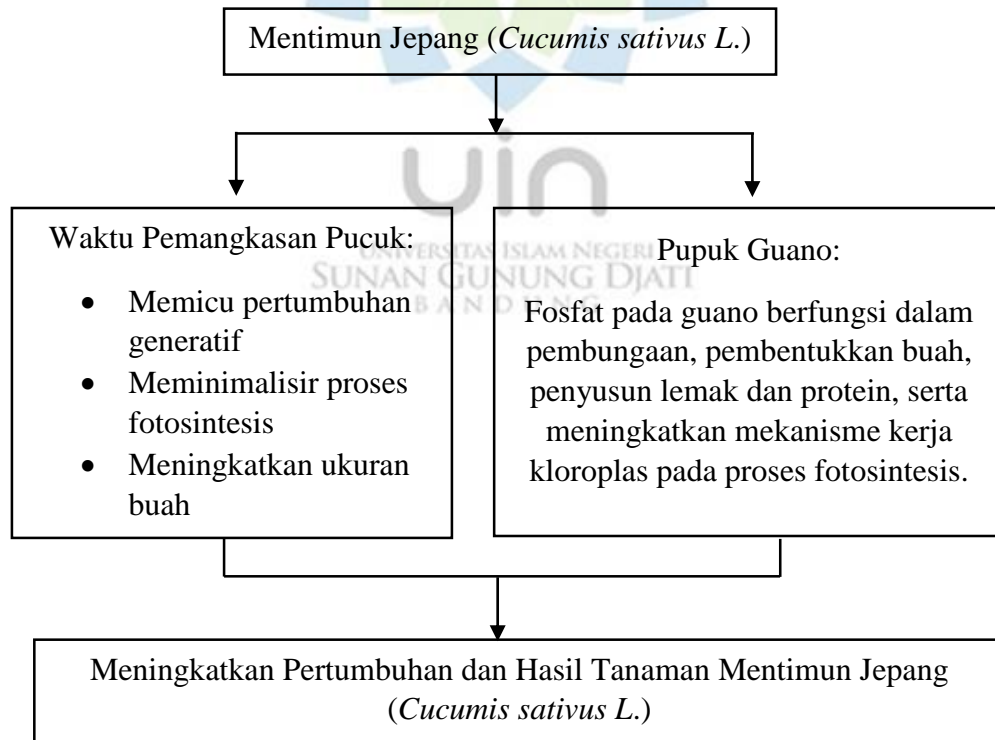 Mentimun Jepang (Cucumis sativus L.)
uin
UNIVERSITAS ISLAM NEGERI
SUNAN GUNUNG DJATI
BANDUNG
Waktu Pemangkasan Pucuk:
• Memicu pertumbuhan
generatif
• Meminimalisir proses
fotosintesis
• Meningkatkan ukuran
buah
Pupuk Guano:
Fosfat pada guano berfungsi dalam
pembungaan, pembentukkan buah,
penyusun lemak dan protein, serta
meningkatkan mekanisme kerja
kloroplas pada proses fotosintesis.
Meningkatkan Pertumbuhan dan Hasil Tanaman Mentimun Jepang
(Cucumis sativus L.)